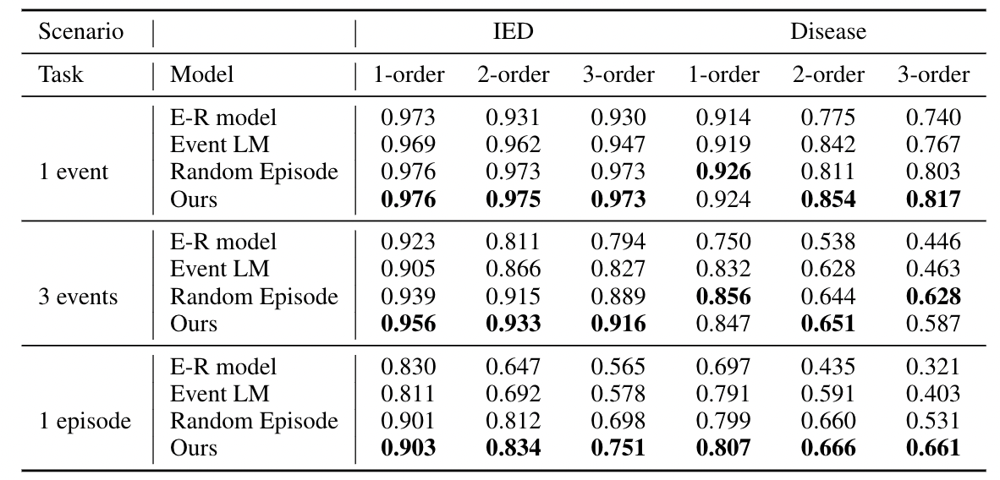 Scenario IED Disease
Task Model 1-order 2-order 3-order 1-order 2-order 3-order
E-R model 0.973 0.931 0.930 0.914 0.775 0.740
Event LM 0.969 0.962 0.947 0.919 0.842 0.767
1 event Random Episode 0.976 0.973 0.973 0.926 0.811 0.803
Ours 0.976 0.975 0.973 0.924 0.854 0.817
E-R model 0.923 0.811 0.794 0.750 0.538 0.446
Event LM 0.905 0.866 0.827 0.832 0.628 0.463
3 events Random Episode 0.939 0.915 0.889 0.856 0.644 0.628
Ours 0.956 0.933 0.916 0.847 0.651 0.587
E-R model 0.830 0.647 0.565 0.697 0.435 0.321
Event LM 0.811 0.692 0.578 0.791 0.591 0.403
1 episode Random Episode 0.901 0.812 0.698 0.799 0.660 0.531
Ours 0.903 0.834 0.751 0.807 0.666 0.661